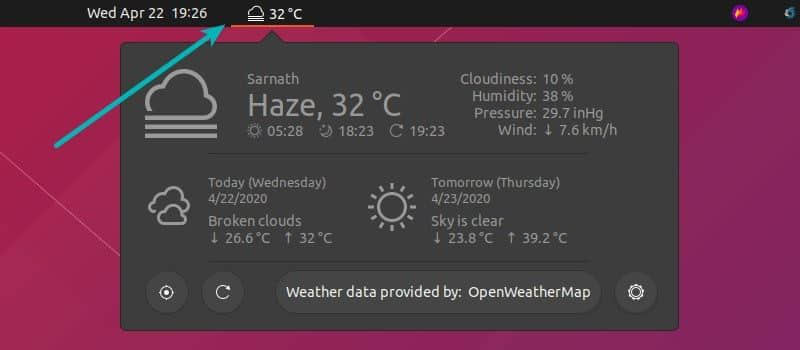 Wed Apr 22 19:26 32 °C
Sarnath
Haze, 32 °C
05:28 18:23 19:23
Cloudiness: 10 %
Humidity: 38 %
Pressure: 29.7 inHg
Wind: ↓ 7.6 km/h
Today (Wednesday)
4/22/2020
Broken clouds
↓ 26.6 °C ↑ 32 °C
Tomorrow (Thursday)
4/23/2020
Sky is clear
↓ 23.8 °C ↑ 39.2 °C
Weather data provided by: OpenWeatherMap